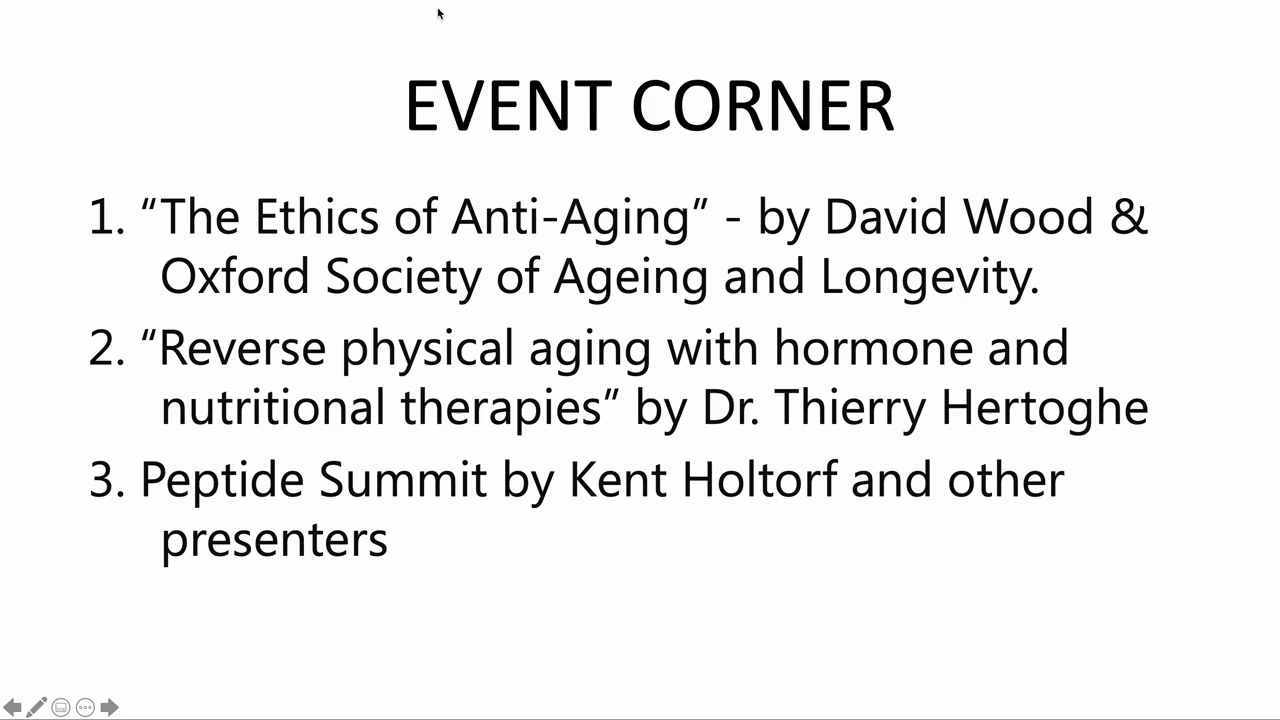 EVENT CORNER
1. “The Ethics of Anti-Aging” - by David Wood &
Oxford Society of Ageing and Longevity.
2. “Reverse physical aging with hormone and
nutritional therapies” by Dr. Thierry Hertoghe
3. Peptide Summit by Kent Holtorf and other
presenters